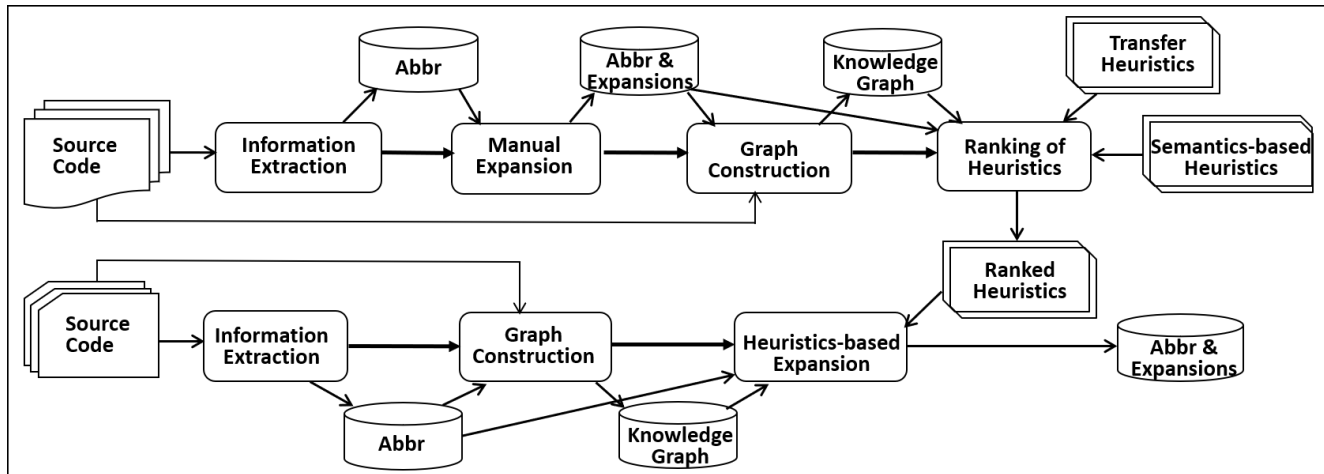 Abbr
Abbr &
Expansions
Knowledge
Graph
Transfer
Heuristics
Source
Code
Information
Extraction
Manual
Expansion
Graph
Construction
Ranking of
Heuristics
Semantics-based
Heuristics
Ranked
Heuristics
Source
Code
Information
Extraction
Graph
Construction
Heuristics-based
Expansion
Abbr &
Expansions
Abbr
Knowledge
Graph